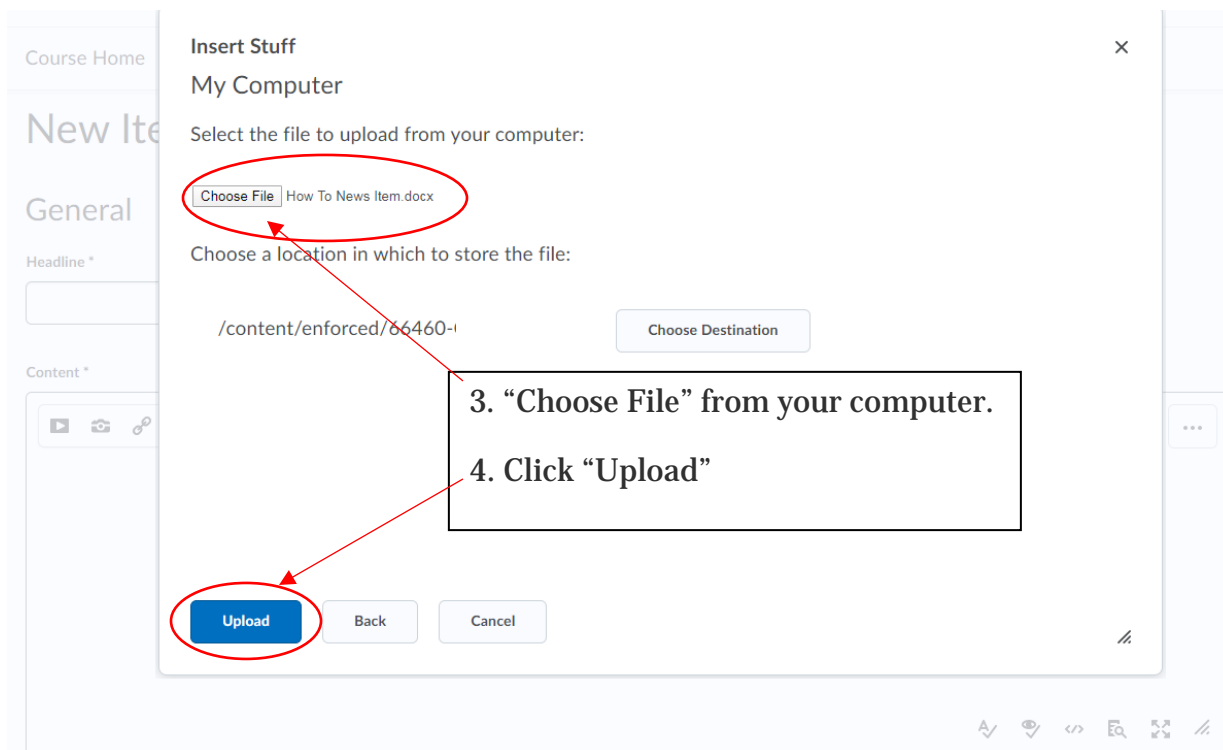 Insert Stuff
Course Home
My Computer
New Ite
Select the file to upload from your computer:
Choose File How To News Item.docx
General
Choose a location in which to store the file:
Headline *
/content/enforced/66460-
Choose Destination
Content *
3. “Choose File” from your computer.
4. Click “Upload”
Upload Back Cancel